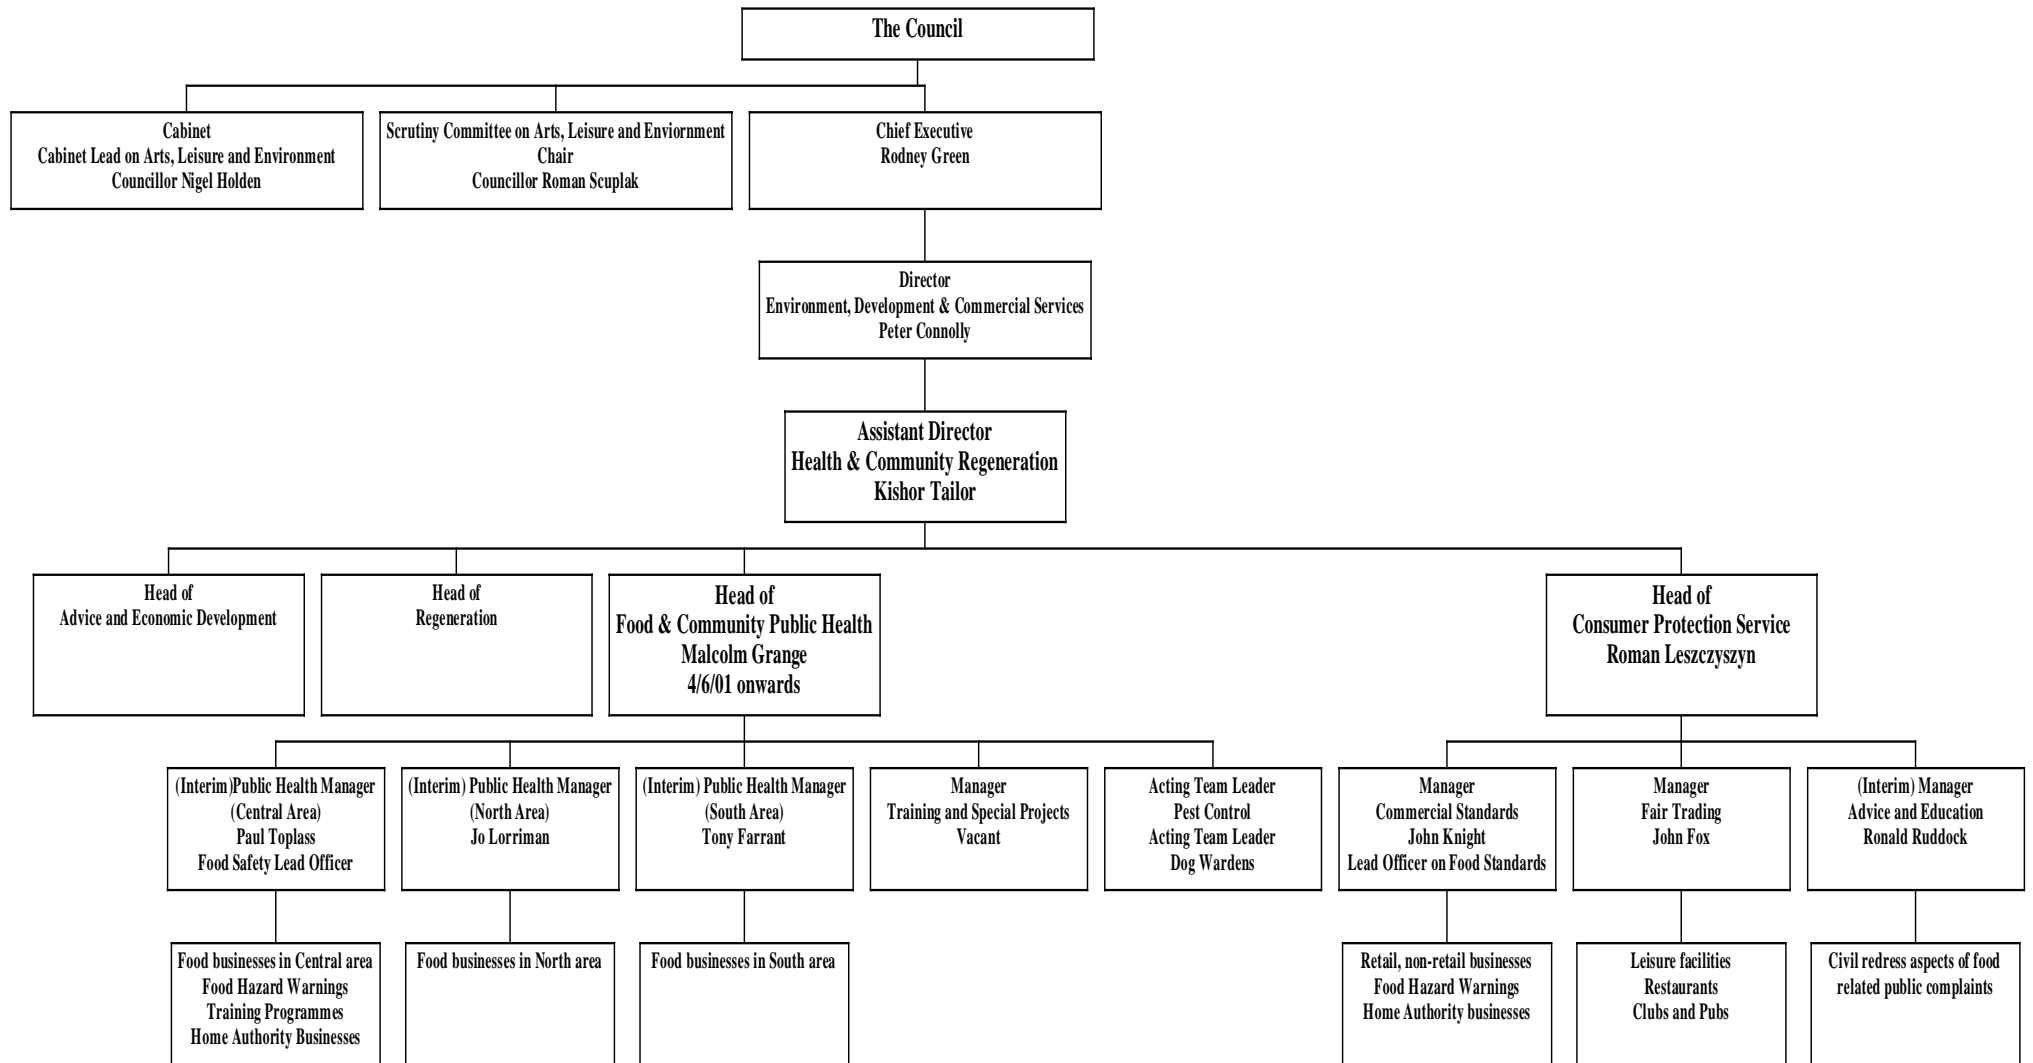 The Council
Cabinet
Cabinet Lead on Arts, Leisure and Environment
Councillor Nigel Holden
Scrutiny Committee on Arts, Leisure and Enviornment
Chair
Councillor Roman Scuplak
Chief Executive
Rodney Green
Director
Environment, Development & Commercial Services
Peter Connolly
Assistant Director
Health & Community Regeneration
Kishor Tailor
Head of
Advice and Economic Development
Head of
Regeneration
Head of
Food & Community Public Health
Malcolm Grange
4/6/01 onwards
Head of
Consumer Protection Service
Roman Leszczyszyn
(Interim)Public Health Manager
(Central Area)
Paul Toplass
Food Safety Lead Officer
(Interim) Public Health Manager
(North Area)
Jo Lorriman
(Interim) Public Health Manager
(South Area)
Tony Farrant
Manager
Training and Special Projects
Vacant
Acting Team Leader
Pest Control
Acting Team Leader
Dog Wardens
Manager
Commercial Standards
John Knight
Lead Officer on Food Standards
Manager
Fair Trading
John Fox
(Interim) Manager
Advice and Education
Ronald Ruddock
Food businesses in Central area
Food Hazard Warnings
Training Programmes
Home Authority Businesses
Food businesses in North area
Food businesses in South area
Retail, non-retail businesses
Food Hazard Warnings
Home Authority businesses
Leisure facilities
Restaurants
Clubs and Pubs
Civil redress aspects of food
related public complaints